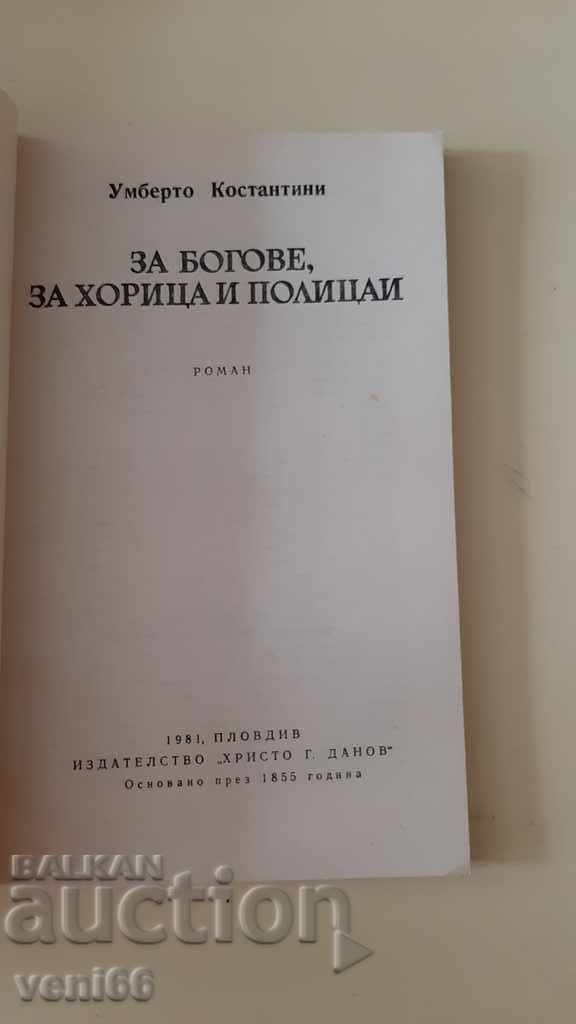 Умберто Костантини
ЗА БОГОВЕ,
ЗА ХОРИЦА И ПОЛИЦАИ
РОМАН
1981, ПЛОВДИВ
ИЗДАТЕЛСТВО „ХРИСТО Г. ДАНОВ"
Основано през 1855 година
BALKAN
auction
veni66